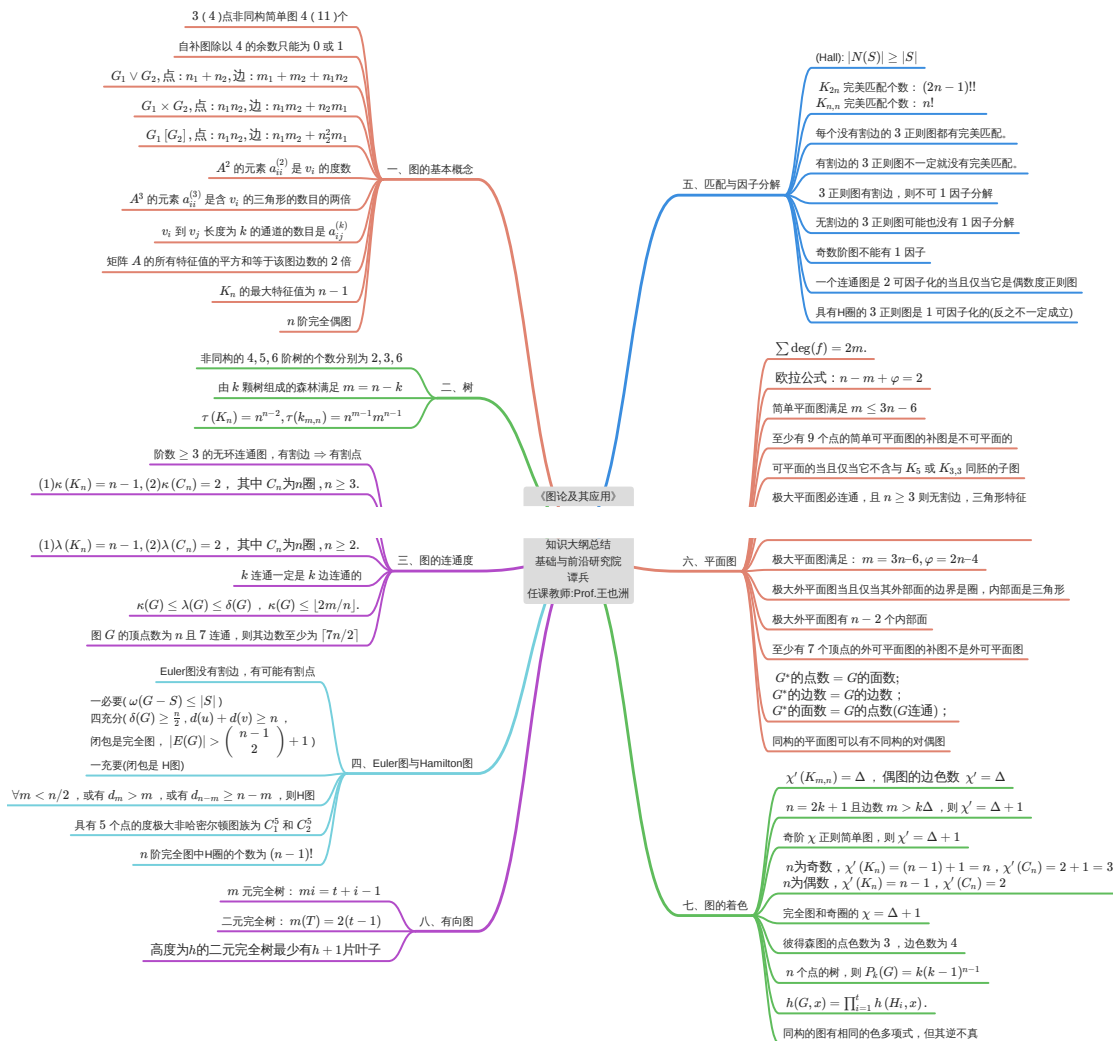 《图论及其应用》
知识大纲总结
基础与前沿研究院
谭兵
任课教师:Prof.王也洲
一、图的基本概念
3 ( 4 )点非同构简单图 4 ( 11 )个
自补图除以 4 的余数只能为 0 或 1
G₁ ∨ G₂, 点 : n₁ + n₂, 边 : m₁ + m₂ + n₁n₂
G₁ × G₂, 点 : n₁n₂, 边 : n₁m₂ + n₂m₁
G₁ [G₂], 点 : n₁n₂, 边 : n₁m₂ + n₂²m₁
A² 的元素 a_{ii}^{(2)} 是 v_i 的度数
A³ 的元素 a_{ii}^{(3)} 是含 v_i 的三角形的数目的两倍
v_i 到 v_j 长度为 k 的通道的数目是 a_{ij}^{(k)}
矩阵 A 的所有特征值的平方和等于该图边数的 2 倍
K_n 的最大特征值为 n − 1
n 阶完全偶图
二、树
非同构的 4, 5, 6 阶树的个数分别为 2, 3, 6
由 k 颗树组成的森林满足 m = n − k
τ (K_n) = n^{n−2}, τ(k_{m,n}) = n^{m−1}m^{n−1}
三、图的连通度
阶数 ≥ 3 的无环连通图，有割边 ⇒ 有割点
(1)κ (K_n) = n − 1, (2)κ (C_n) = 2 ， 其中 C_n为n圈 , n ≥ 3.
(1)λ (K_n) = n − 1, (2)λ (C_n) = 2 ， 其中 C_n为n圈 , n ≥ 2.
k 连通一定是 k 边连通的
κ(G) ≤ λ(G) ≤ δ(G) ，κ(G) ≤ ⌊2m/n⌋.
图 G 的顶点数为 n 且 7 连通，则其边数至少为 ⌈7n/2⌉
四、Euler图与Hamilton图
Euler图没有割边，有可能有割点
一必要( ω(G − S) ≤ |S| )
四充分( δ(G) ≥ n/2 , d(u) + d(v) ≥ n ，
闭包是完全图， |E(G)| > ( n − 1
2 ) + 1 )
一充要(闭包是 H图)
∀m < n/2 ，或有 d_m > m ，或有 d_{n−m} ≥ n − m ，则H图
具有 5 个点的度极大非哈密尔顿图族为 C_1^5 和 C_2^5
n 阶完全图中H圈的个数为 (n − 1)!
八、有向图
m 元完全树： mi = t + i − 1
二元完全树： m(T) = 2(t − 1)
高度为h的二元完全树最少有h + 1片叶子
五、匹配与因子分解
(Hall): |N(S)| ≥ |S|
K_{2n} 完美匹配个数： (2n − 1)!!
K_{n,n} 完美匹配个数： n!
每个没有割边的 3 正则图都有完美匹配。
有割边的 3 正则图不一定就没有完美匹配。
3 正则图有割边，则不可 1 因子分解
无割边的 3 正则图可能也没有 1 因子分解
奇数阶图不能有 1 因子
一个连通图是 2 可因子化的当且仅当它是偶数度正则图
具有H圈的 3 正则图是 1 可因子化的(反之不一定成立)
六、平面图
∑ deg(f) = 2m.
欧拉公式：n − m + φ = 2
简单平面图满足 m ≤ 3n − 6
至少有 9 个点的简单可平面图的补图是不可平面的
可平面的当且仅当它不含与 K₅ 或 K_{3,3} 同胚的子图
极大平面图必连通，且 n ≥ 3 则无割边，三角形特征
极大平面图满足： m = 3n–6, φ = 2n–4
极大外平面图当且仅当其外部面的边界是圈，内部面是三角形
极大外平面图有 n − 2 个内部面
至少有 7 个顶点的外可平面图的补图不是外可平面图
G*的点数 = G的面数；
G*的边数 = G的边数；
G*的面数 = G的点数(G连通)；
同构的平面图可以有不同构的对偶图
七、图的着色
χ′ (K_{m,n}) = Δ ．偶图的边色数 χ′ = Δ
n = 2k + 1 且边数 m > kΔ ，则 χ′ = Δ + 1
奇阶 χ 正则简单图，则 χ′ = Δ + 1
n为奇数，χ′ (K_n) = (n − 1) + 1 = n，χ′ (C_n) = 2 + 1 = 3
n为偶数，χ′ (K_n) = n − 1，χ′ (C_n) = 2
完全图和奇圈的 χ = Δ + 1
彼得森图的点色数为 3 ，边色数为 4
n 个点的树，则 P_k(G) = k(k − 1)^{n−1}
h(G, x) = ∏_{i=1}^{t} h (H_i, x) .
同构的图有相同的色多项式，但其逆不真